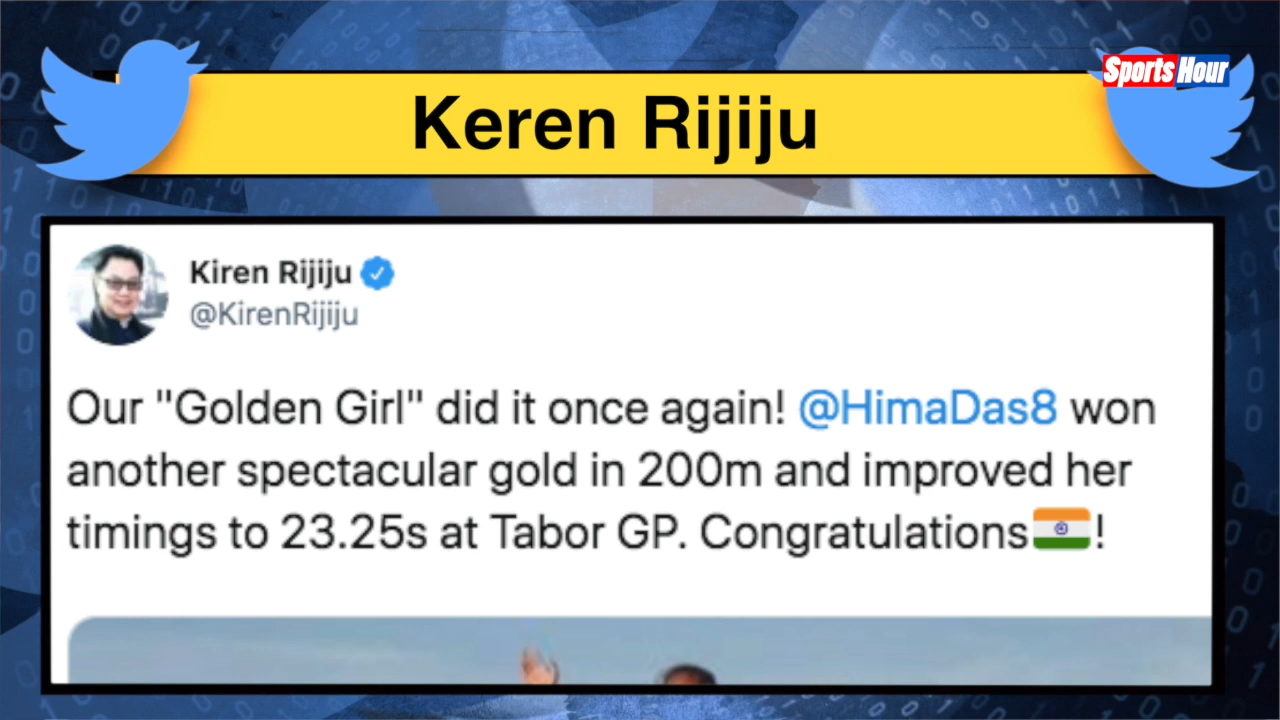 Sports Hour
Keren Rijiju
Kiren Rijiju
@KirenRijiju
Our "Golden Girl" did it once again! @HimaDas8 won
another spectacular gold in 200m and improved her
timings to 23.25s at Tabor GP. Congratulations🇮🇳!